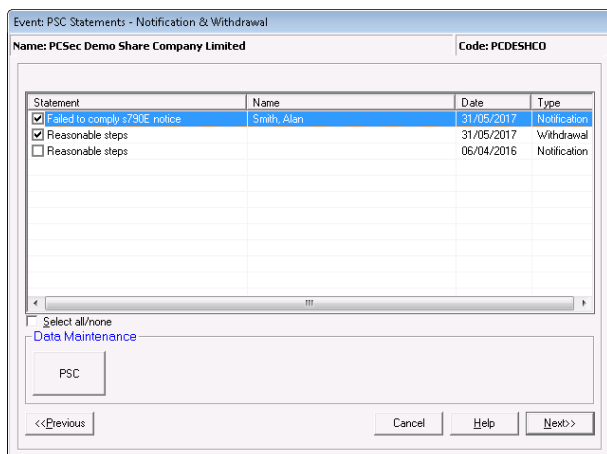 Event: PSC Statements - Notification & Withdrawal
Name: PCSec Demo Share Company Limited Code: PCDESHCO
Statement Name Date Type
Failed to comply s790E notice Smith, Alan 31/05/2017 Notification
Reasonable steps 31/05/2017 Withdrawal
Reasonable steps 06/04/2016 Notification
Select all/none
Data Maintenance
PSC
<<Previous Cancel Help Next>>